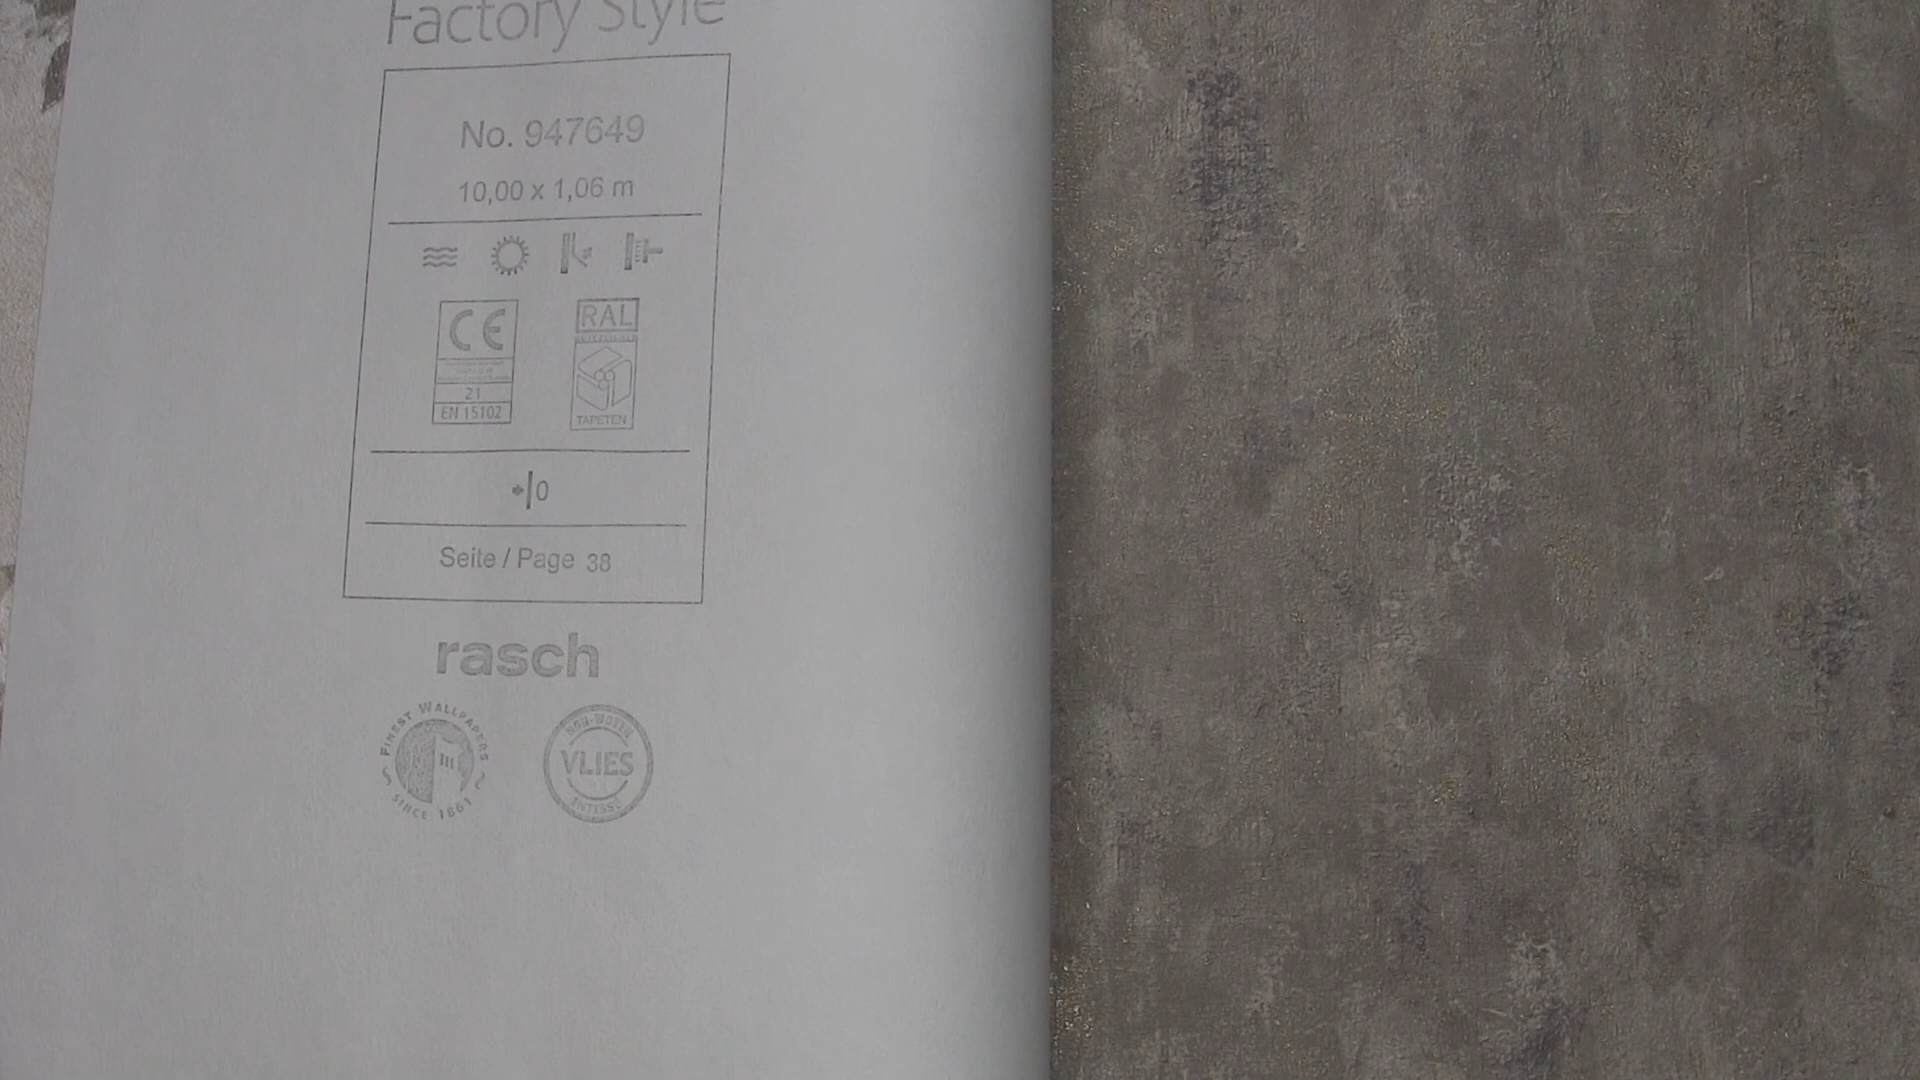 Factory Style
No. 947649
10,00 x 1,06 m
CE
21
EN 15102
RAL
TAPETEN
0
Seite / Page 38
rasch
FINEST WALLPAPERS
SINCE 1861
NON-WOVEN
VLIES
INTISSÉ